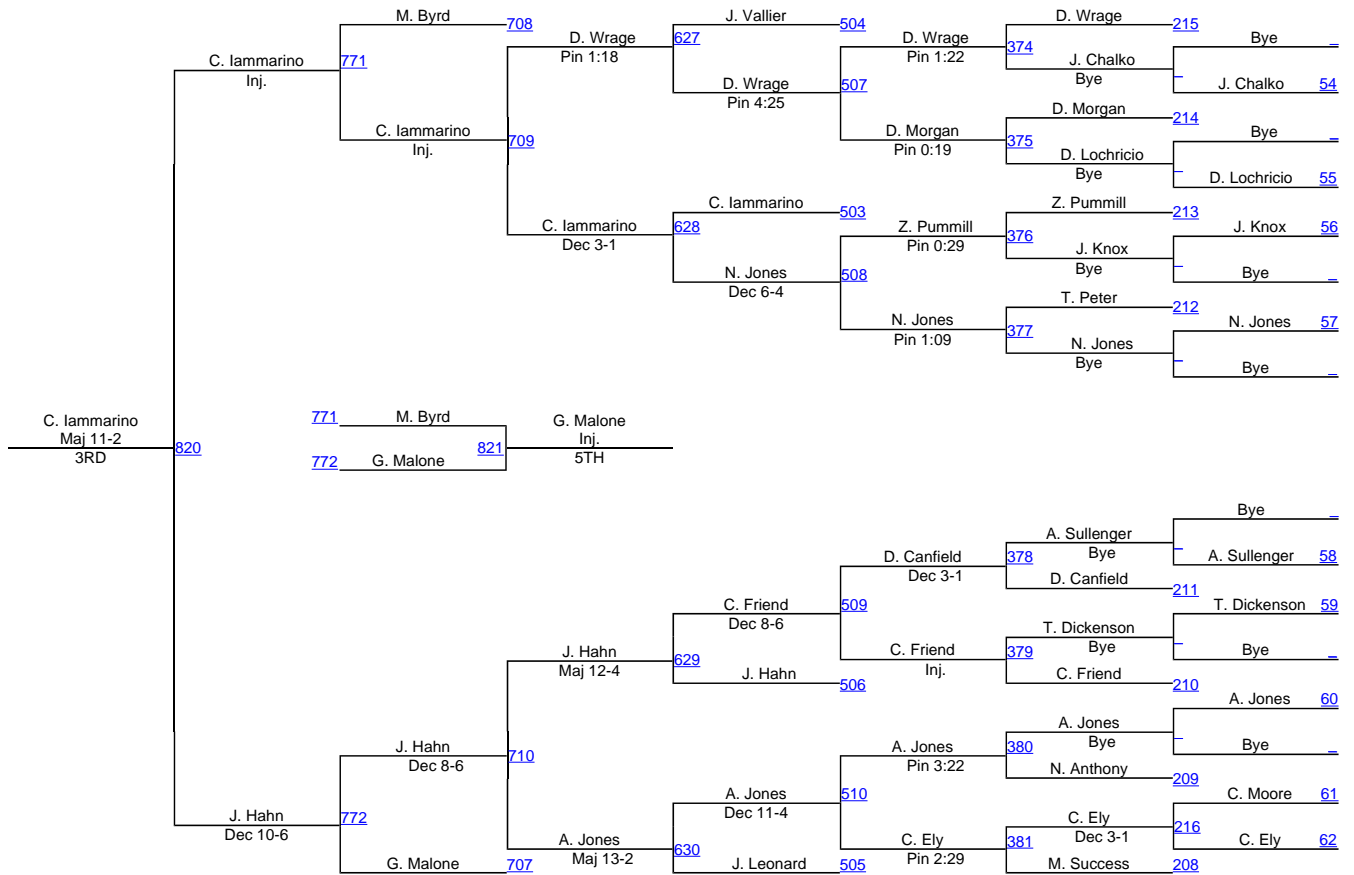 M. Byrd 708
J. Vallier 504
D. Wrage 215
D. Wrage 627
Pin 1:18
D. Wrage 374
Pin 1:22
Bye _
C. Iammarino 771
Inj.
J. Chalko _
Bye
D. Wrage 507
Pin 4:25
J. Chalko 54
D. Morgan 214
C. Iammarino 709
Inj.
D. Morgan 375
Pin 0:19
Bye _
D. Lochricio _
Bye
D. Lochricio 55
C. Iammarino 503
Z. Pummill 213
C. Iammarino 628
Dec 3-1
Z. Pummill 376
Pin 0:29
J. Knox 56
J. Knox _
Bye
N. Jones 508
Dec 6-4
Bye _
T. Peter 212
N. Jones 377
Pin 1:09
N. Jones 57
N. Jones _
Bye
Bye _
C. Iammarino
Maj 11-2
3RD
820
771 M. Byrd
772 G. Malone
821
G. Malone
Inj.
5TH
Bye _
A. Sullenger _
Bye
D. Canfield 378
Dec 3-1
A. Sullenger 58
D. Canfield 211
C. Friend 509
Dec 8-6
T. Dickenson 59
T. Dickenson _
Bye
J. Hahn 629
Maj 12-4
C. Friend 379
Inj.
Bye _
J. Hahn 506
C. Friend 210
A. Jones 60
A. Jones _
Bye
J. Hahn 710
Dec 8-6
A. Jones 380
Pin 3:22
Bye _
N. Anthony 209
A. Jones 510
Dec 11-4
C. Moore 61
J. Hahn 772
Dec 10-6
C. Ely 216
Dec 3-1
A. Jones 630
Maj 13-2
C. Ely 381
Pin 2:29
C. Ely 62
G. Malone 707
J. Leonard 505
M. Success 208